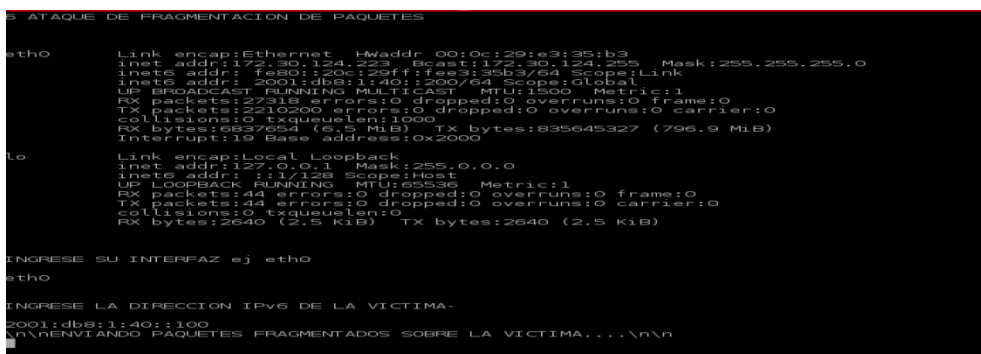 6 ATAQUE DE FRAGMENTACION DE PAQUETES
eth0 Link encap:Ethernet HWaddr 00:0c:29:e3:35:b3
inet addr:172.30.124.223 Bcast:172.30.124.255 Mask:255.255.255.0
inet6 addr: fe80::20c:29ff:fee3:35b3/64 Scope:Link
inet6 addr: 2001:db8:1:40::200/64 Scope:Global
UP BROADCAST RUNNING MULTICAST MTU:1500 Metric:1
RX packets:27318 errors:0 dropped:0 overruns:0 frame:0
TX packets:2210200 errors:0 dropped:0 overruns:0 carrier:0
collisions:0 txqueuelen:1000
RX bytes:6837654 (6.5 MiB) TX bytes:835645327 (796.9 MiB)
Interrupt:19 Base address:0x2000
lo Link encap:Local Loopback
inet addr:127.0.0.1 Mask:255.0.0.0
inet6 addr: ::1/128 Scope:Host
UP LOOPBACK RUNNING MTU:65536 Metric:1
RX packets:44 errors:0 dropped:0 overruns:0 frame:0
TX packets:44 errors:0 dropped:0 overruns:0 carrier:0
collisions:0 txqueuelen:0
RX bytes:2640 (2.5 KiB) TX bytes:2640 (2.5 KiB)
INGRESE SU INTERFAZ ej eth0
eth0
INGRESE LA DIRECCION IPv6 DE LA VICTIMA-
2001:db8:1:40::100
\n\nENVIANDO PAQUETES FRAGMENTADOS SOBRE LA VICTIMA....\n\n